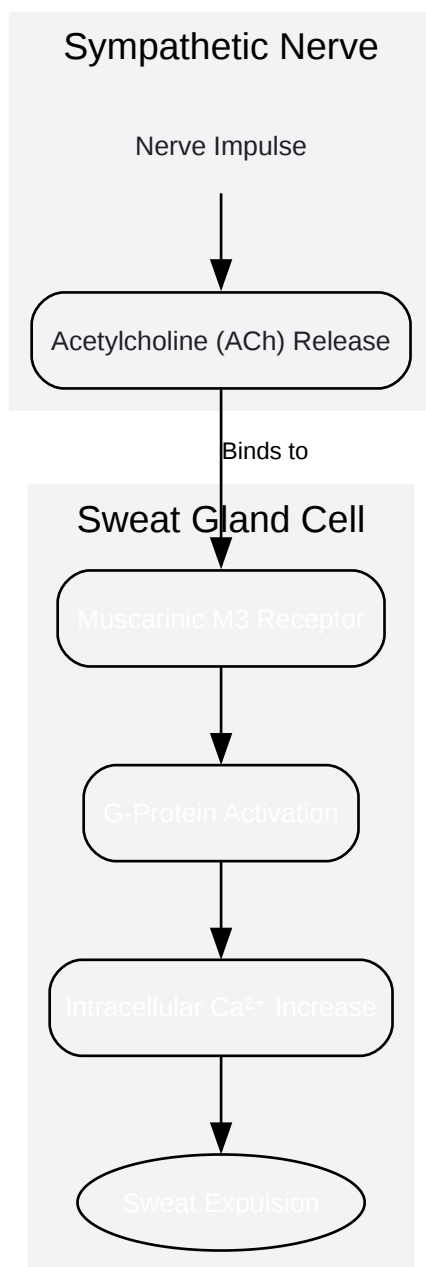 Sympathetic Nerve
Nerve Impulse
Acetylcholine (ACh) Release
Binds to
Sweat Gland Cell
Muscarinic M3 Receptor
G-Protein Activation
Intracellular Ca²⁺ Increase
Sweat Expulsion